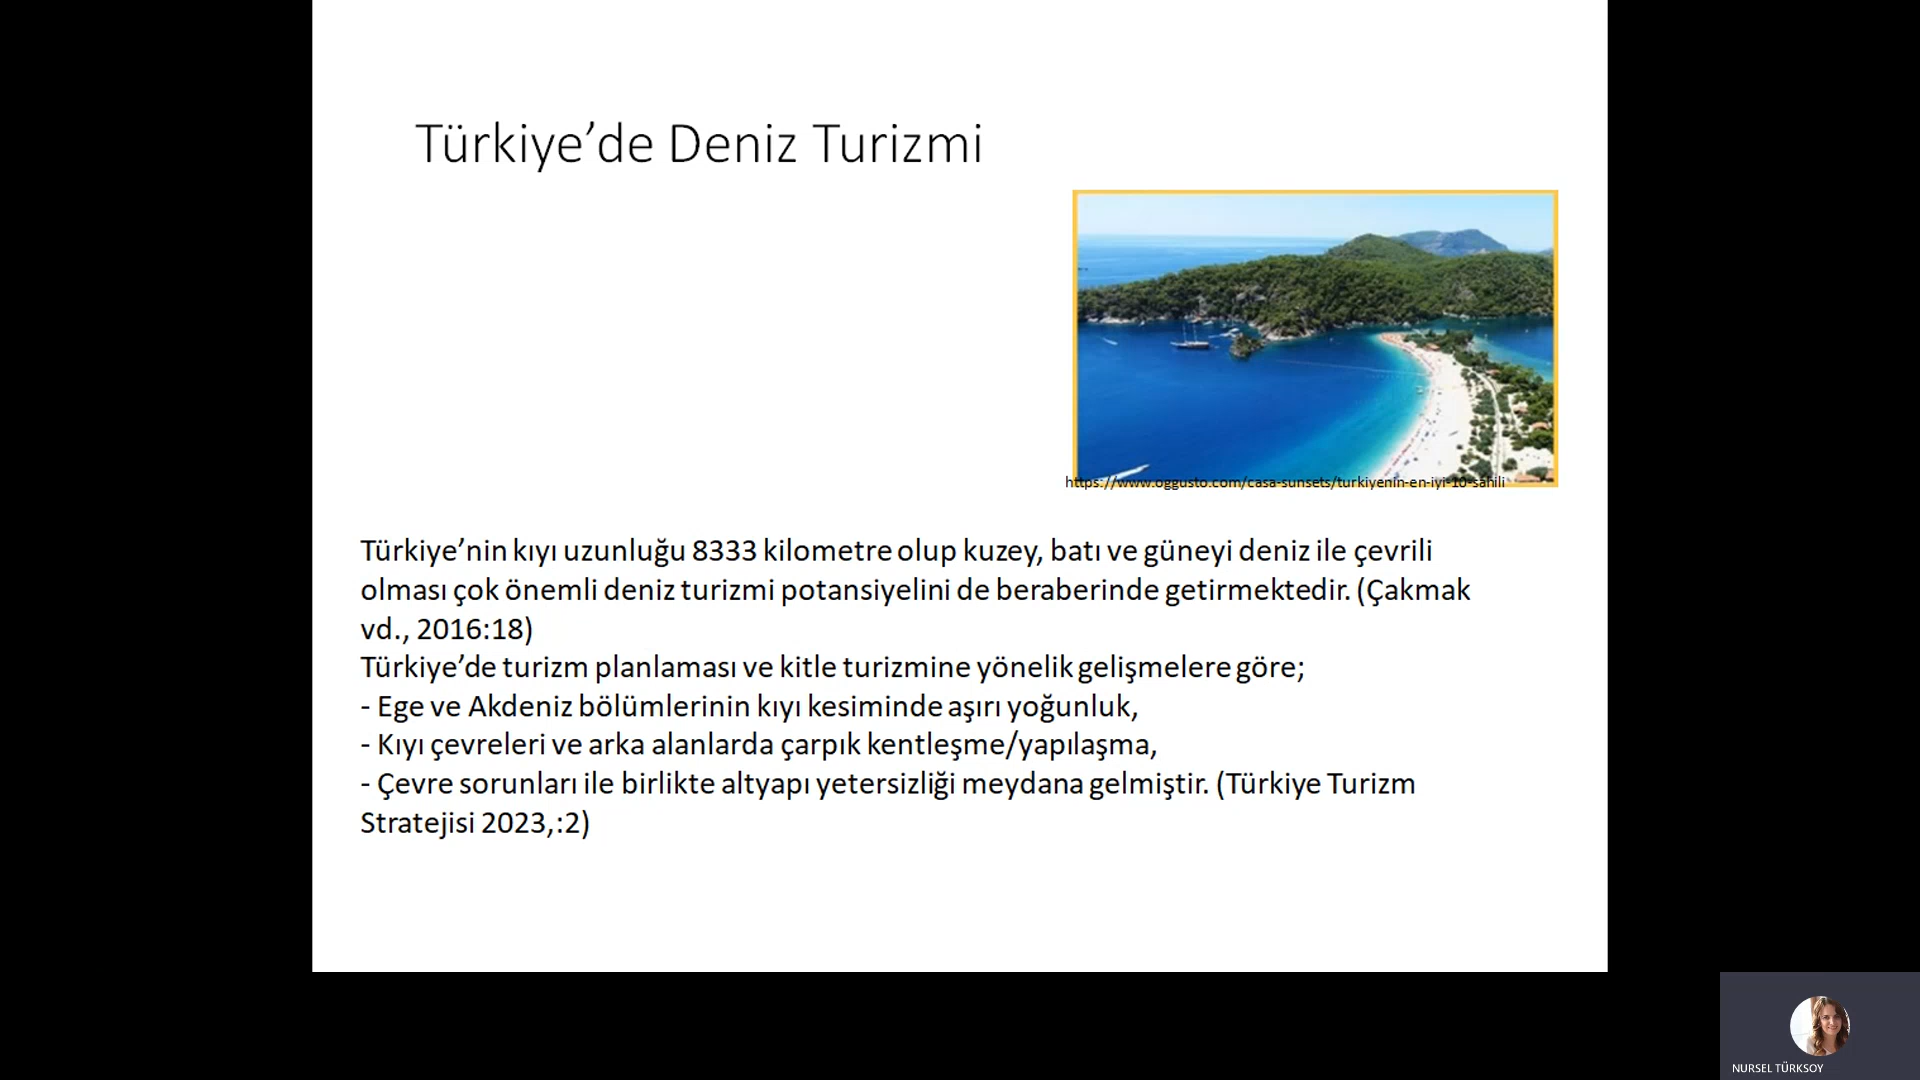 Türkiye’de Deniz Turizmi
https://www.oggusto.com/casa-sunsets/turkiyenin-en-iyi-10-sahili
Türkiye’nin kıyı uzunluğu 8333 kilometre olup kuzey, batı ve güneyi deniz ile çevrili
olması çok önemli deniz turizmi potansiyelini de beraberinde getirmektedir. (Çakmak
vd., 2016:18)
Türkiye’de turizm planlaması ve kitle turizmine yönelik gelişmelere göre;
- Ege ve Akdeniz bölümlerinin kıyı kesiminde aşırı yoğunluk,
- Kıyı çevreleri ve arka alanlarda çarpık kentleşme/yapılaşma,
- Çevre sorunları ile birlikte altyapı yetersizliği meydana gelmiştir. (Türkiye Turizm
Stratejisi 2023,:2)
NURSEL TÜRKSOY